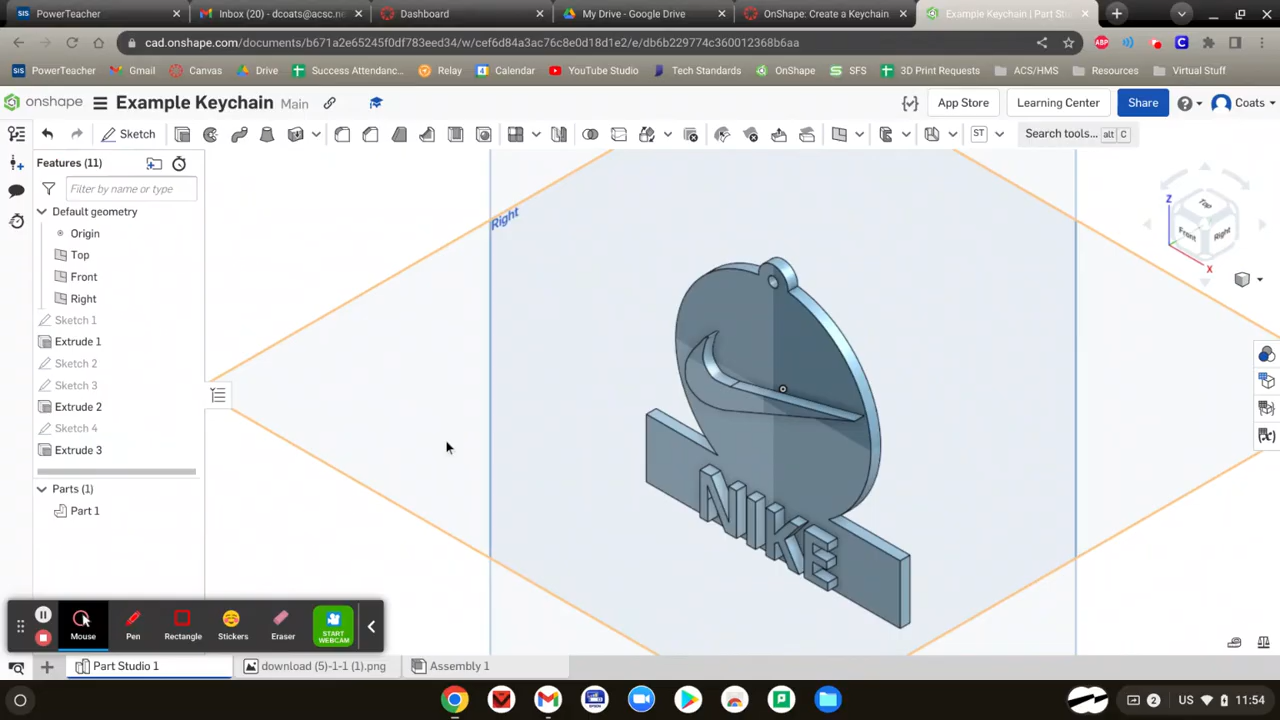 PowerTeacher
Inbox (20) - dcoats@acsc.ne
Dashboard
My Drive - Google Drive
OnShape: Create a Keychain
Example Keychain | Part Stu
cad.onshape.com/documents/b671a2e65245f0df783eed34/w/cef6d84a3ac76c8e0d18d1e2/e/db6b229774c360012368b6aa
PowerTeacher
Gmail
Canvas
Drive
Success Attendanc...
Relay
Calendar
YouTube Studio
Tech Standards
OnShape
SFS
3D Print Requests
ACS/HMS
Resources
Virtual Stuff
onshape
Example Keychain
Main
App Store
Learning Center
Share
Coats
Sketch
ST
Search tools...
alt
C
Features (11)
Filter by name or type
Default geometry
Origin
Top
Front
Right
Sketch 1
Extrude 1
Sketch 2
Sketch 3
Extrude 2
Sketch 4
Extrude 3
Parts (1)
Part 1
Right
NIKE
Z
Top
Front
Right
X
Mouse
Pen
Rectangle
Stickers
Eraser
START
WEBCAM
Part Studio 1
download (5)-1-1 (1).png
Assembly 1
2
US
11:54